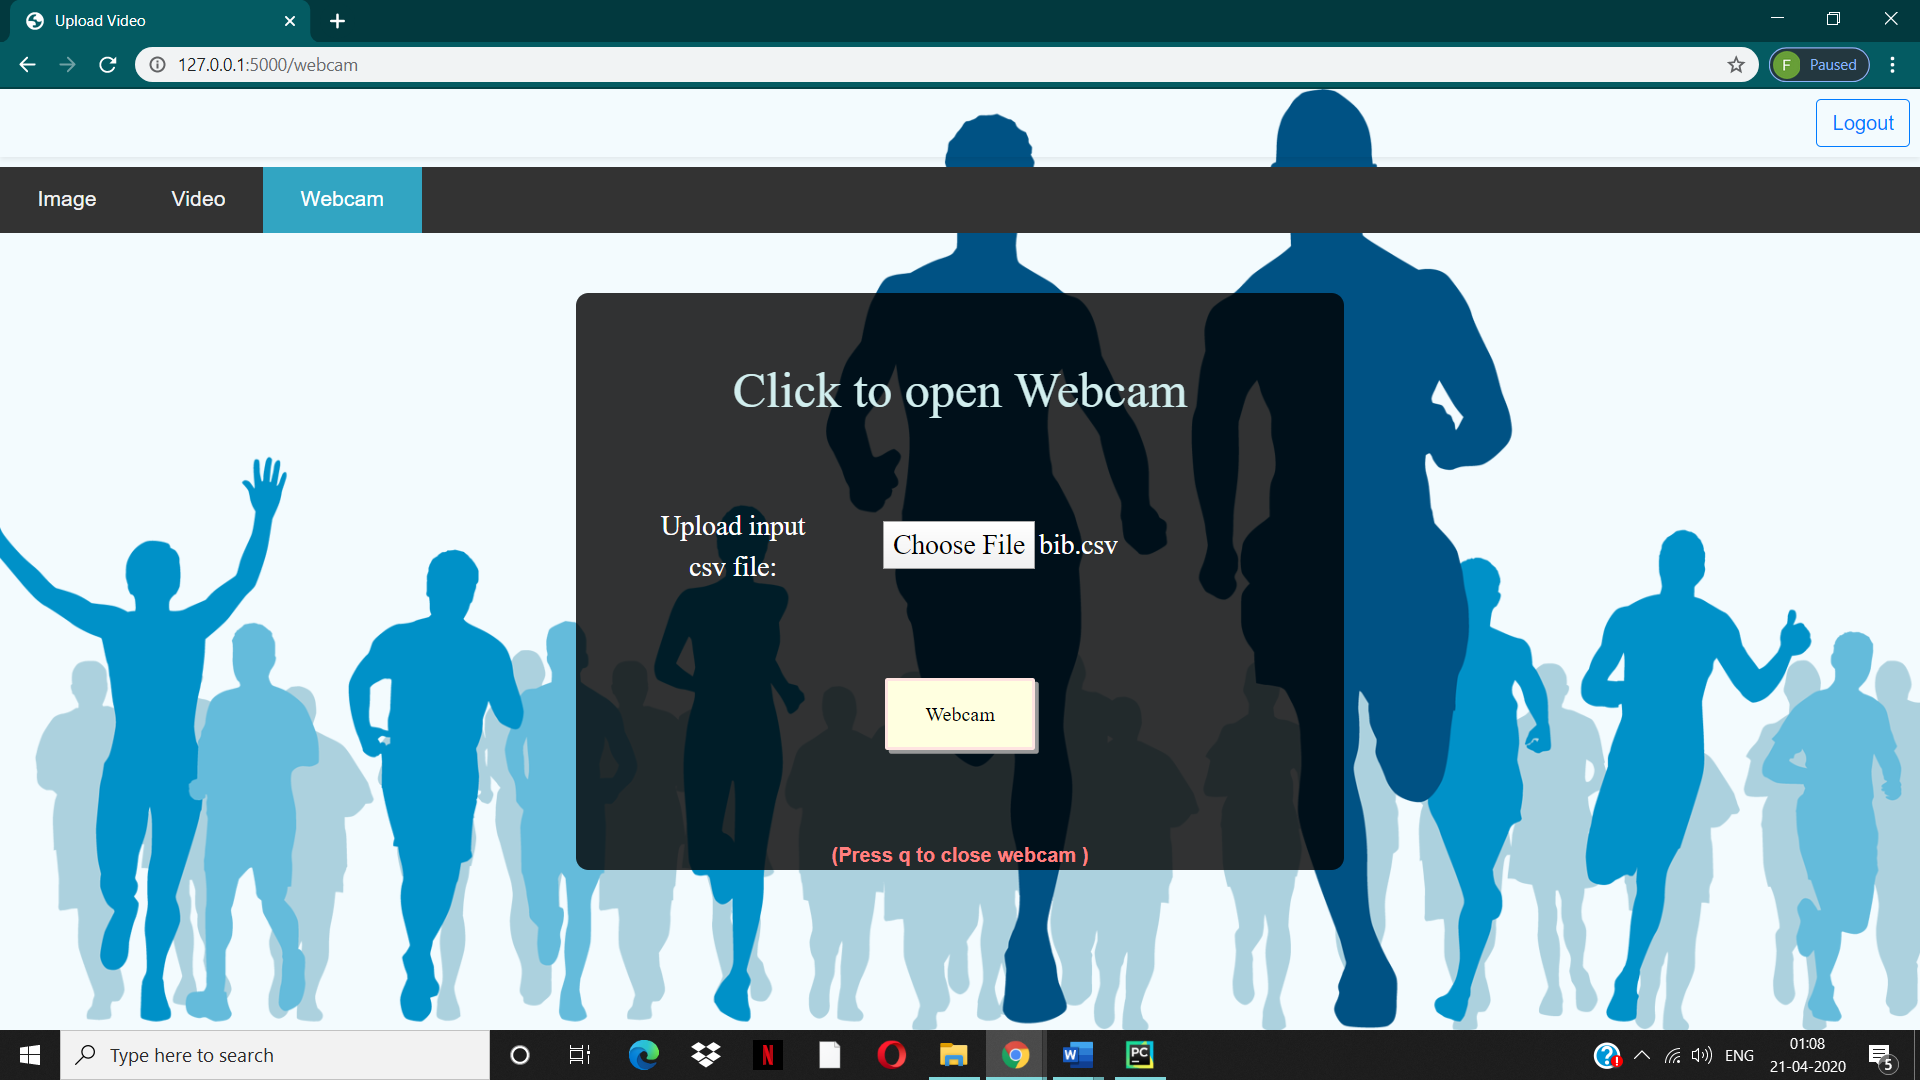 Upload Video
127.0.0.1:5000/webcam
F Paused
Logout
Image Video Webcam
Click to open Webcam
Upload input
csv file:
Choose File bib.csv
Webcam
(Press q to close webcam )
Type here to search
N
W
PC
ENG
01:08
21-04-2020
5